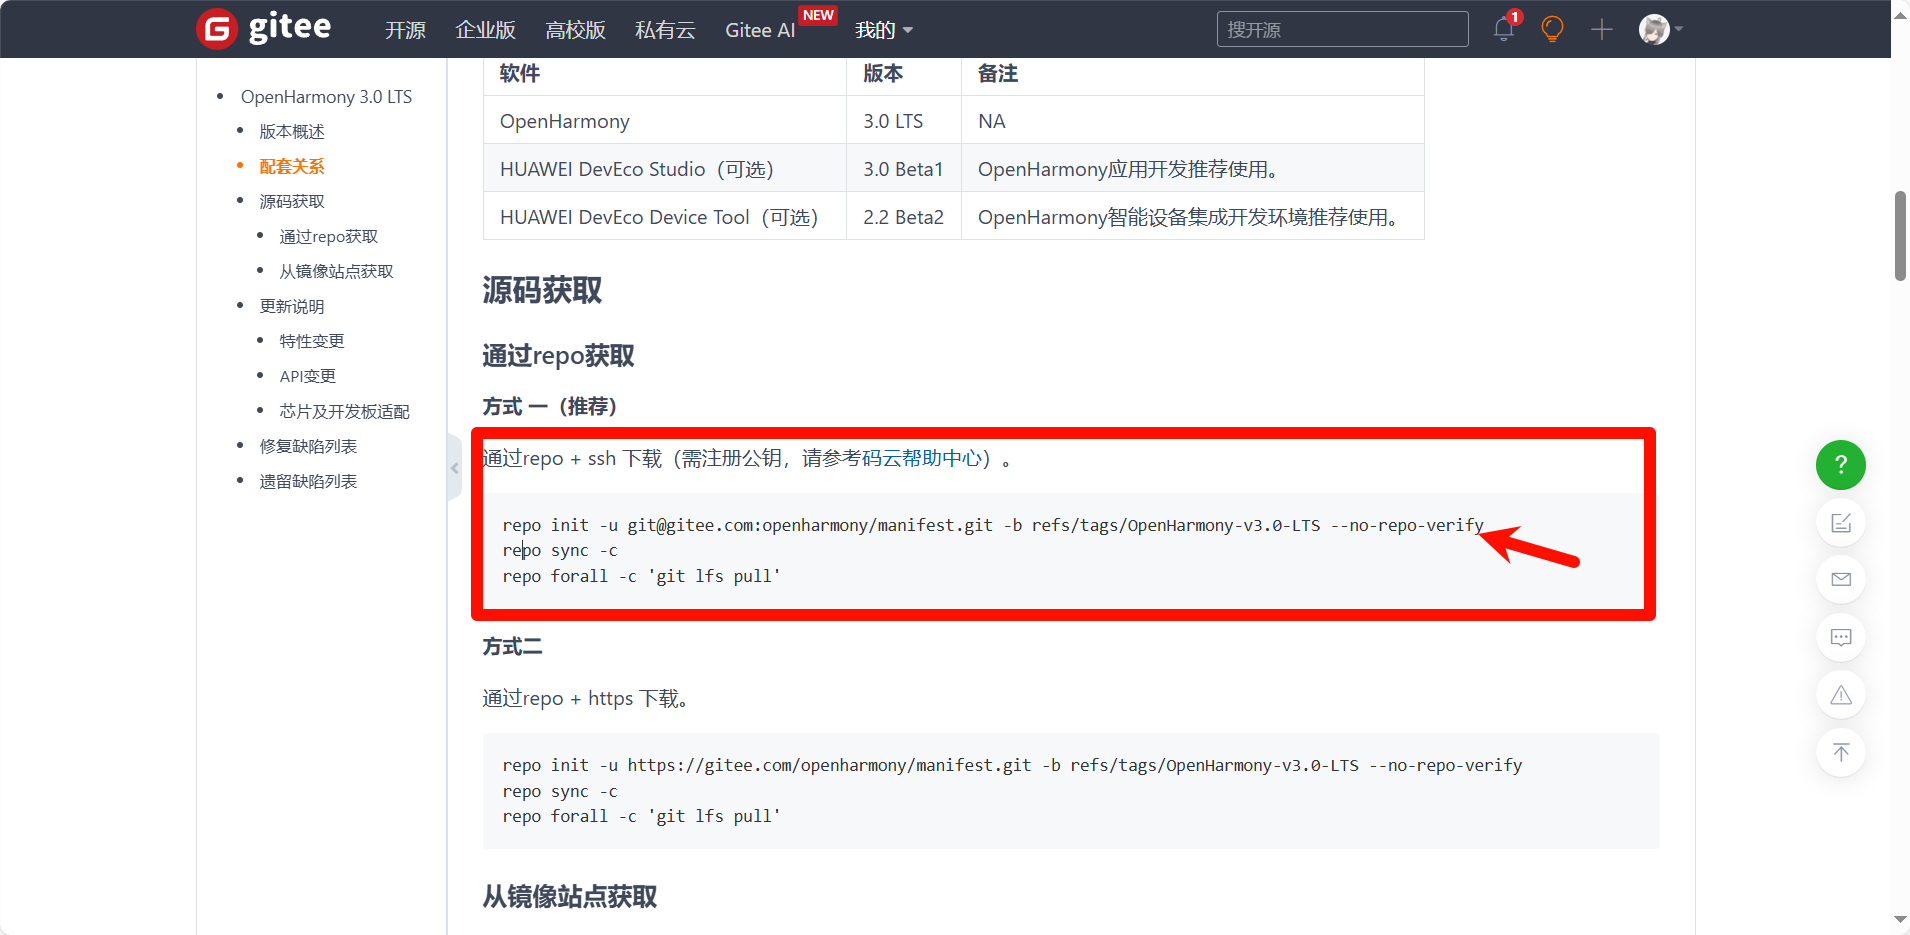 gitee
开源
企业版
高校版
私有云
Gitee AI
NEW
我的
搜开源
1
OpenHarmony 3.0 LTS
版本概述
配套关系
源码获取
通过repo获取
从镜像站点获取
更新说明
特性变更
API变更
芯片及开发板适配
修复缺陷列表
遗留缺陷列表
软件 版本 备注
OpenHarmony 3.0 LTS NA
HUAWEI DevEco Studio（可选） 3.0 Beta1 OpenHarmony应用开发推荐使用。
HUAWEI DevEco Device Tool（可选） 2.2 Beta2 OpenHarmony智能设备集成开发环境推荐使用。
源码获取
通过repo获取
方式 一（推荐）
通过repo + ssh 下载（需注册公钥，请参考码云帮助中心）。
repo init -u git@gitee.com:openharmony/manifest.git -b refs/tags/OpenHarmony-v3.0-LTS --no-repo-verify
repo sync -c
repo forall -c 'git lfs pull'
方式二
通过repo + https 下载。
repo init -u https://gitee.com/openharmony/manifest.git -b refs/tags/OpenHarmony-v3.0-LTS --no-repo-verify
repo sync -c
repo forall -c 'git lfs pull'
从镜像站点获取
?